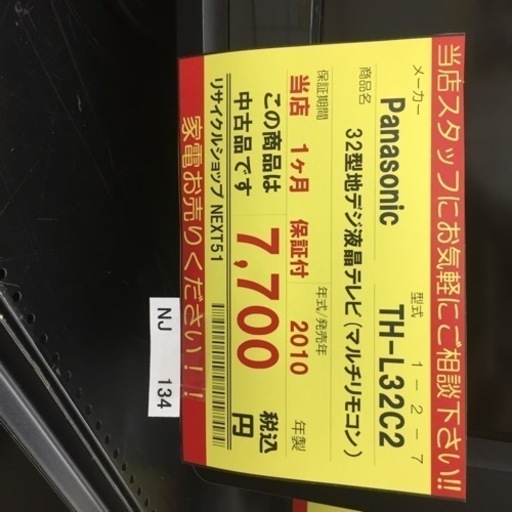 当店スタッフにお気軽にご相談下さい!!
メーカー 型式 1-2-7
Panasonic TH-L32C2
商品名
32型地デジ液晶テレビ(マルチリモコン)
保証期間 年式/発売年
当店 1ヶ月 保証付 2010 年製
この商品は
中古品です
7,700 税込
円
リサイクルショップ NEXT51
家電お売りください!!
NJ 134